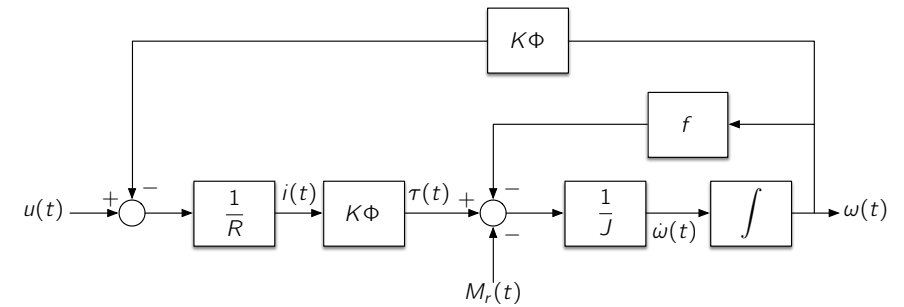 KΦ
f
u(t)
+
−
1/R
i(t)
KΦ
τ(t)
+
−
−
1/J
ω̇(t)
∫
ω(t)
M_r(t)